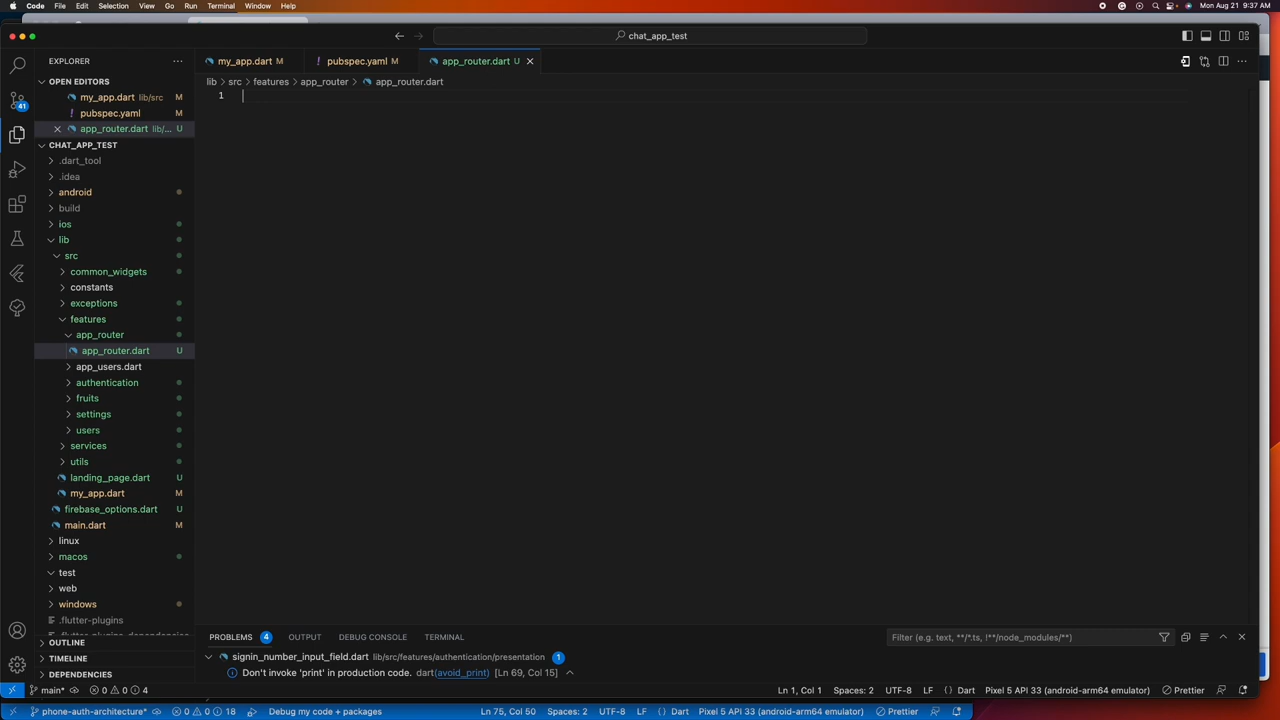 Code File Edit Selection View Go Run Terminal Window Help Mon Aug 21 9:37 AM
chat_app_test
EXPLORER
my_app.dart M pubspec.yaml M app_router.dart U
OPEN EDITORS
lib > src > features > app_router > app_router.dart
my_app.dart lib/src M
1
41
pubspec.yaml M
app_router.dart lib/... U
CHAT_APP_TEST
.dart_tool
.idea
android
build
ios
lib
src
common_widgets
constants
exceptions
features
app_router
app_router.dart U
app_users.dart
authentication
fruits
settings
users
services
utils
landing_page.dart U
my_app.dart M
firebase_options.dart U
main.dart M
linux
macos
test
web
windows
.flutter-plugins
.flutter-plugins-dependencies
OUTLINE
TIMELINE
DEPENDENCIES
PROBLEMS 4 OUTPUT DEBUG CONSOLE TERMINAL Filter (e.g. text, **/*.ts, !**/node_modules/**)
signin_number_input_field.dart lib/src/features/authentication/presentation 1
Don't invoke 'print' in production code. dart(avoid_print) [Ln 69, Col 15]
main* 0 0 4 Ln 1, Col 1 Spaces: 2 UTF-8 LF { } Dart Pixel 5 API 33 (android-arm64 emulator) Prettier
phone-auth-architecture* 0 0 18 Debug my code + packages Ln 75, Col 50 Spaces: 2 UTF-8 LF { } Dart Pixel 5 API 33 (android-arm64 emulator) Prettier